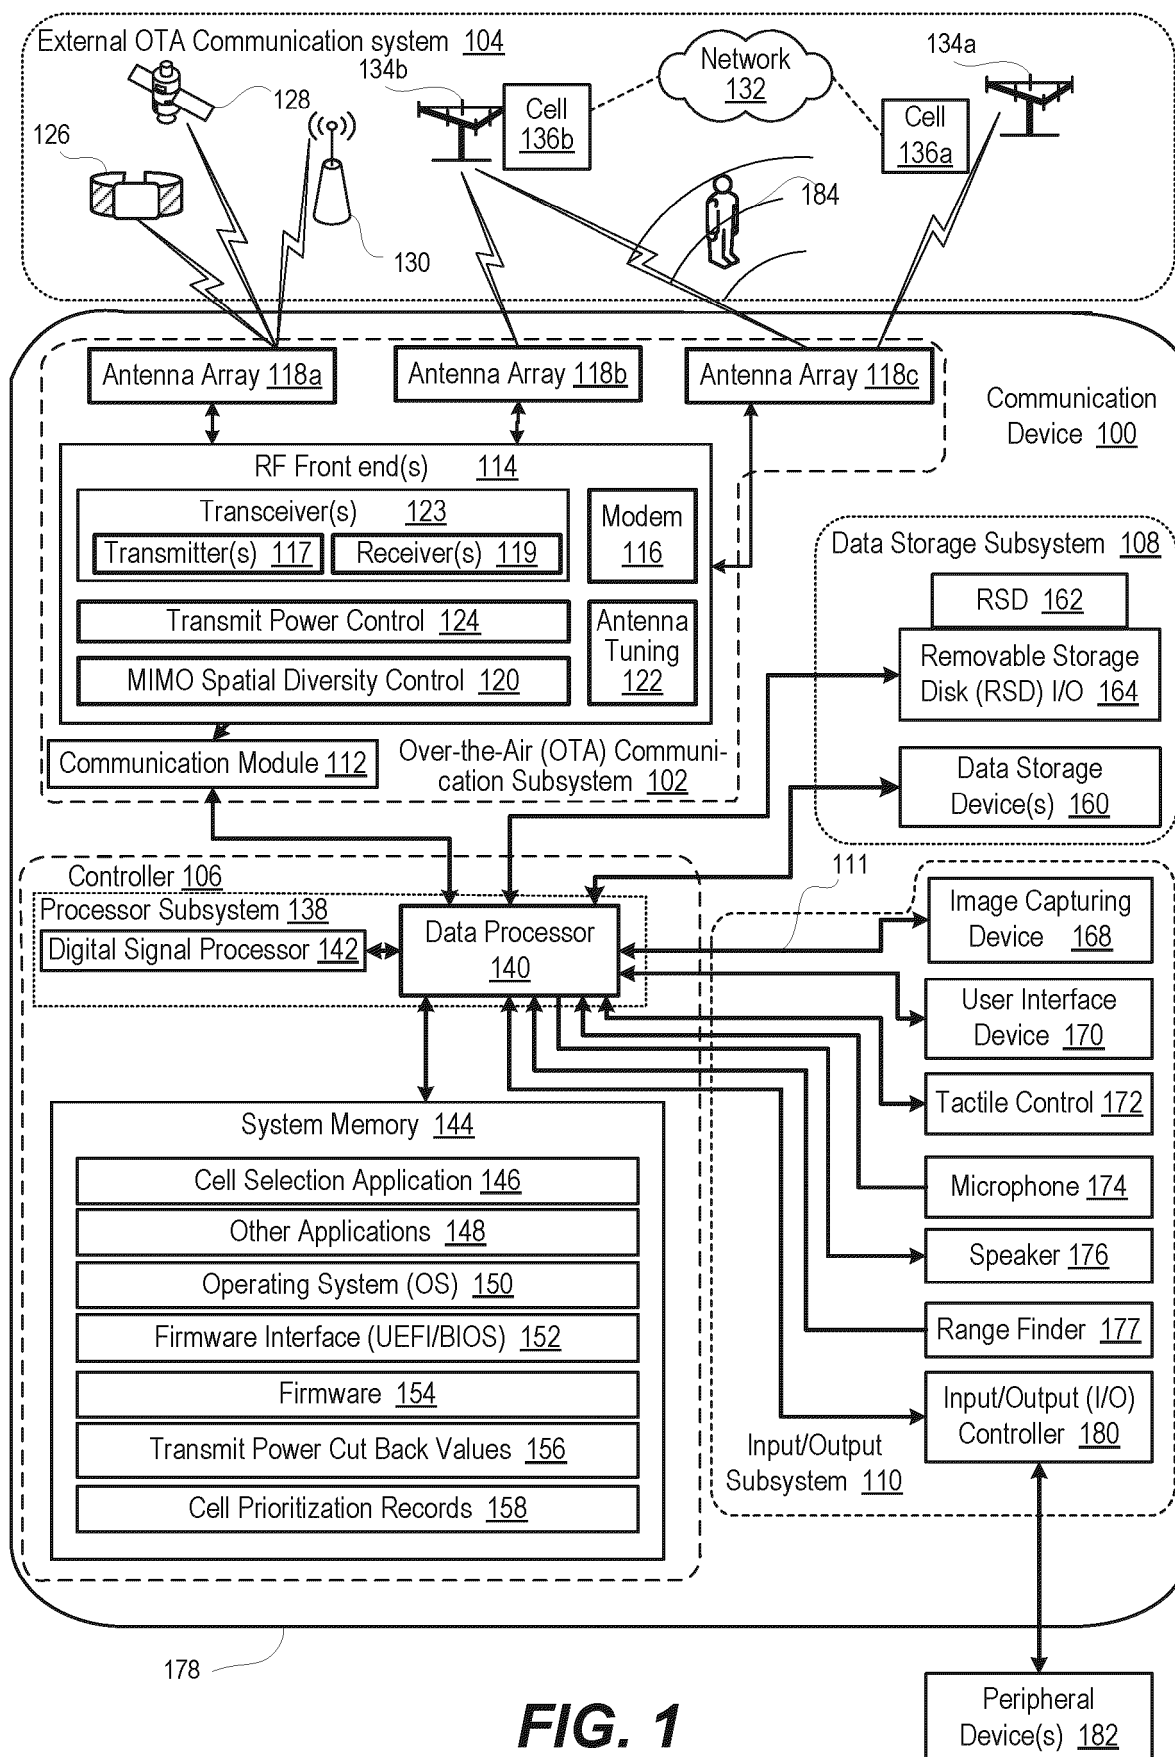 External OTA Communication system 104
134b
Network
132
134a
128
Cell
136b
Cell
136a
126
184
130
Antenna Array 118a
Antenna Array 118b
Antenna Array 118c
Communication
Device 100
RF Front end(s) 114
Transceiver(s) 123
Transmitter(s) 117
Receiver(s) 119
Modem
116
Transmit Power Control 124
MIMO Spatial Diversity Control 120
Antenna
Tuning
122
Communication Module 112
Over-the-Air (OTA) Communi-
cation Subsystem 102
Data Storage Subsystem 108
RSD 162
Removable Storage
Disk (RSD) I/O 164
Data Storage
Device(s) 160
Controller 106
Processor Subsystem 138
Digital Signal Processor 142
Data Processor
140
111
Image Capturing
Device 168
User Interface
Device 170
Tactile Control 172
Microphone 174
Speaker 176
Range Finder 177
Input/Output (I/O)
Controller 180
Input/Output
Subsystem 110
System Memory 144
Cell Selection Application 146
Other Applications 148
Operating System (OS) 150
Firmware Interface (UEFI/BIOS) 152
Firmware 154
Transmit Power Cut Back Values 156
Cell Prioritization Records 158
178
Peripheral
Device(s) 182
FIG. 1